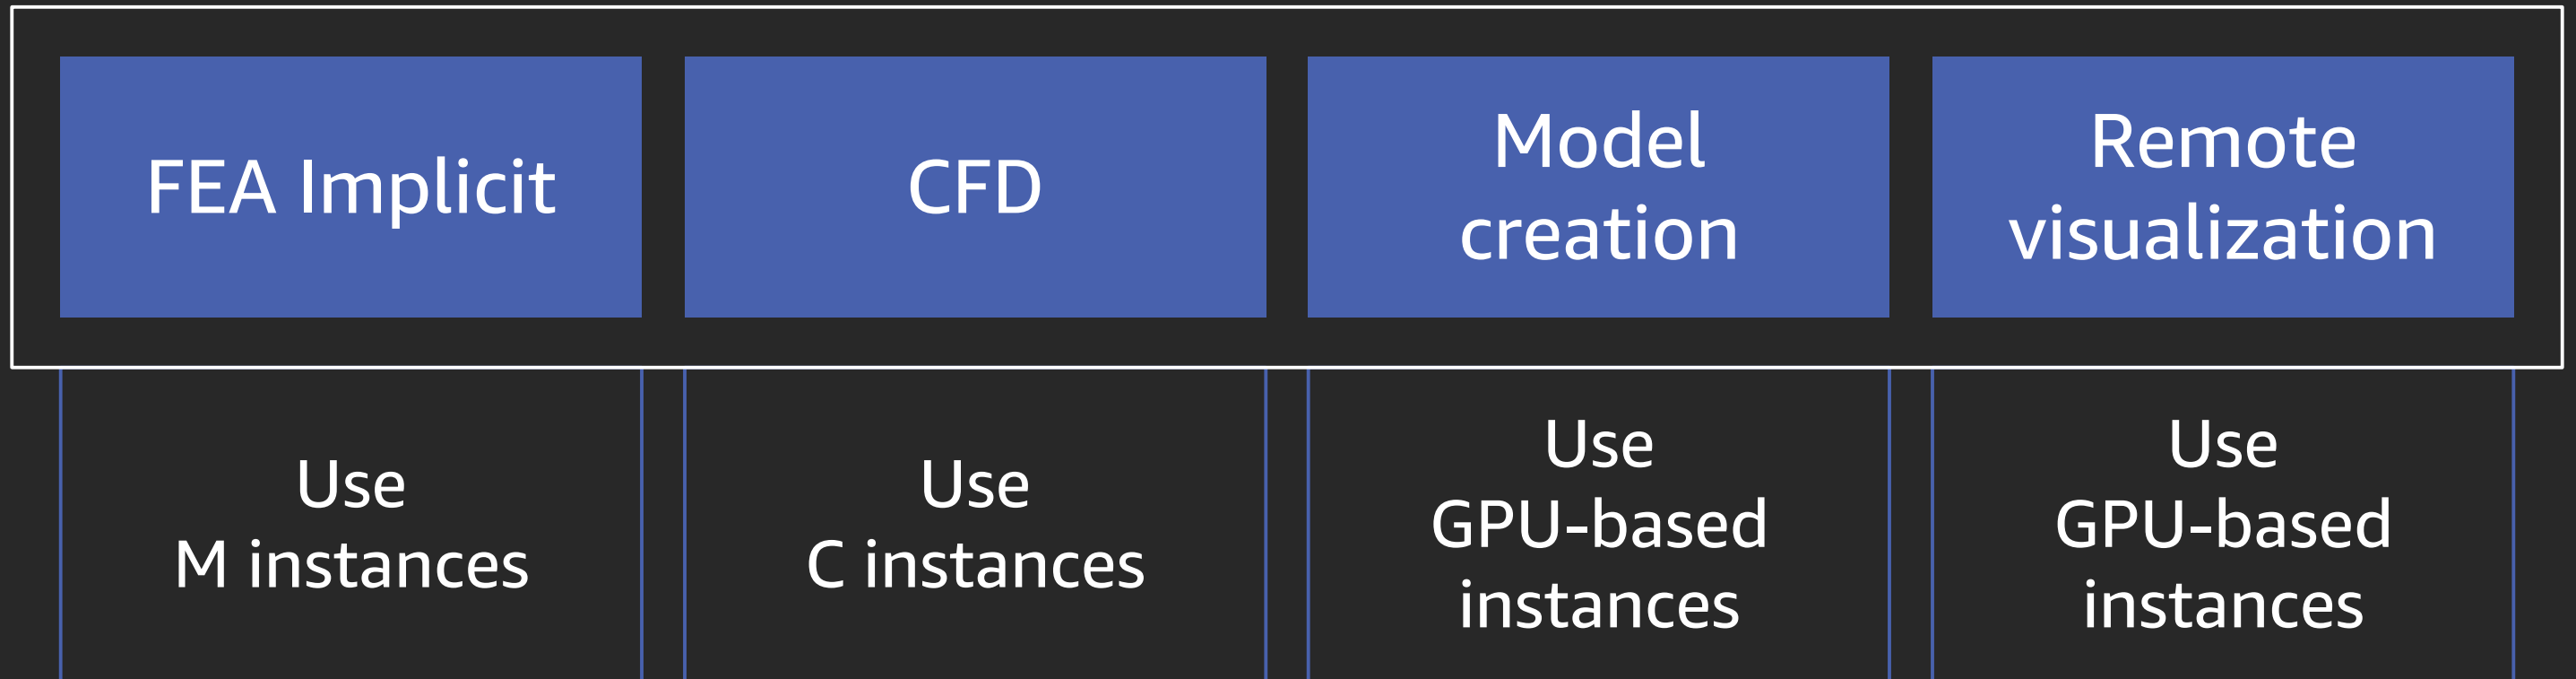 FEA Implicit
CFD
Model
creation
Remote
visualization
Use
M instances
Use
C instances
Use
GPU-based
instances
Use
GPU-based
instances